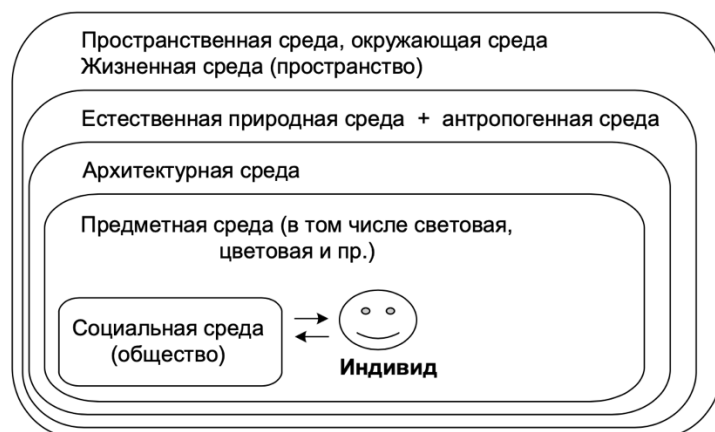 Пространственная среда, окружающая среда
Жизненная среда (пространство)
Естественная природная среда + антропогенная среда
Архитектурная среда
Предметная среда (в том числе световая,
цветовая и пр.)
Социальная среда
(общество)
Индивид